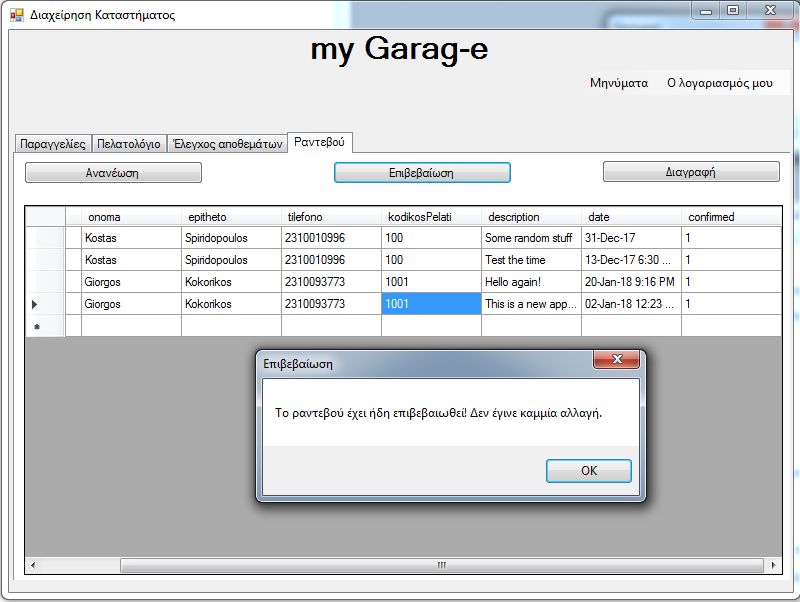 Διαχείρηση Καταστήματος
my Garag-e
Μηνύματα Ο λογαριασμός μου
Παραγγελίες Πελατολόγιο Έλεγχος αποθεμάτων Ραντεβού
Ανανέωση Επιβεβαίωση Διαγραφή
onoma epitheto tilefono kodikosPelati description date confirmed
Kostas Spiridopoulos 2310010996 100 Some random stuff 31-Dec-17 1
Kostas Spiridopoulos 2310010996 100 Test the time 13-Dec-17 6:30 ... 1
Giorgos Kokorikos 2310093773 1001 Hello again! 20-Jan-18 9:16 PM 1
Giorgos Kokorikos 2310093773 1001 This is a new app... 02-Jan-18 12:23 ... 1
Επιβεβαίωση
Το ραντεβού έχει ήδη επιβεβαιωθεί! Δεν έγινε καμμία αλλαγή.
OK